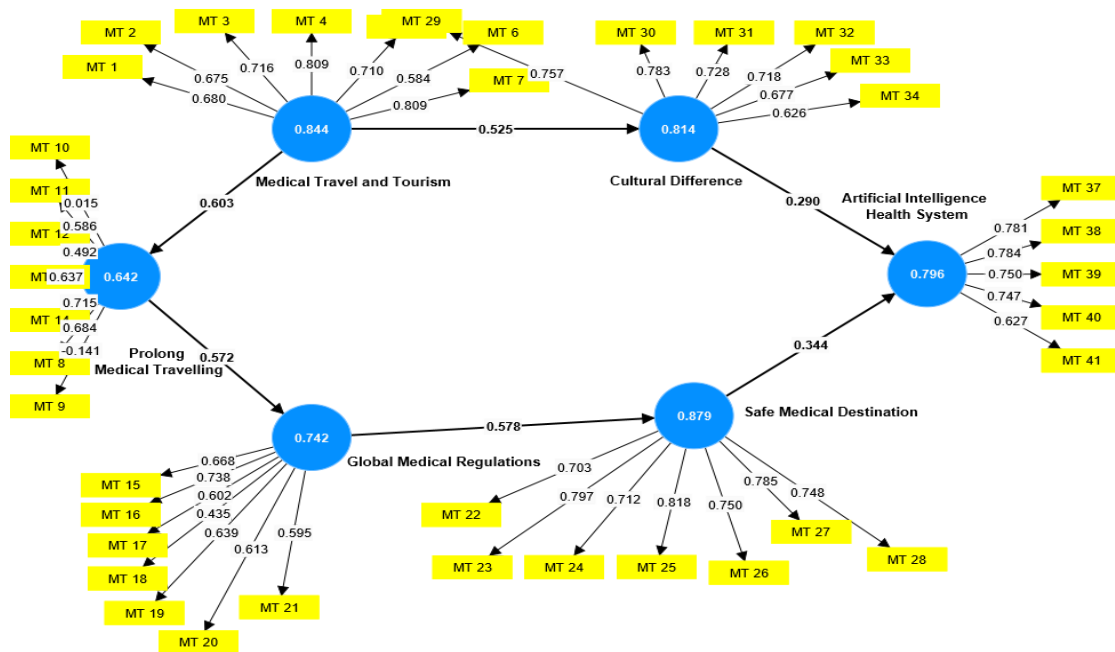 MT 2
MT 3
MT 4
MT 29
MT 6
MT 30
MT 31
MT 32
MT 1
0.675
0.716
0.809
0.710
0.584
MT 7
0.757
0.783
0.728
0.718
MT 33
0.680
0.809
0.677
MT 34
0.626
0.844
0.525
0.814
MT 10
Medical Travel and Tourism
Cultural Difference
MT 11
0.015
0.603
0.290
Artificial Intelligence
Health System
MT 37
0.586
MT 12
0.781
MT 38
0.492
0.784
MT
0.637
0.642
0.796
0.750
MT 39
0.715
MT 14
0.747
MT 40
0.684
0.627
-0.141
MT 8
Prolong
Medical Travelling
0.572
0.344
MT 41
MT 9
0.742
0.578
0.879
Safe Medical Destination
Global Medical Regulations
0.668
MT 15
0.738
0.602
MT 16
0.435
MT 17
0.639
0.595
MT 18
0.613
MT 19
MT 21
MT 20
0.703
0.797
0.712
0.818
0.750
0.785
0.748
MT 22
MT 27
MT 28
MT 23
MT 24
MT 25
MT 26